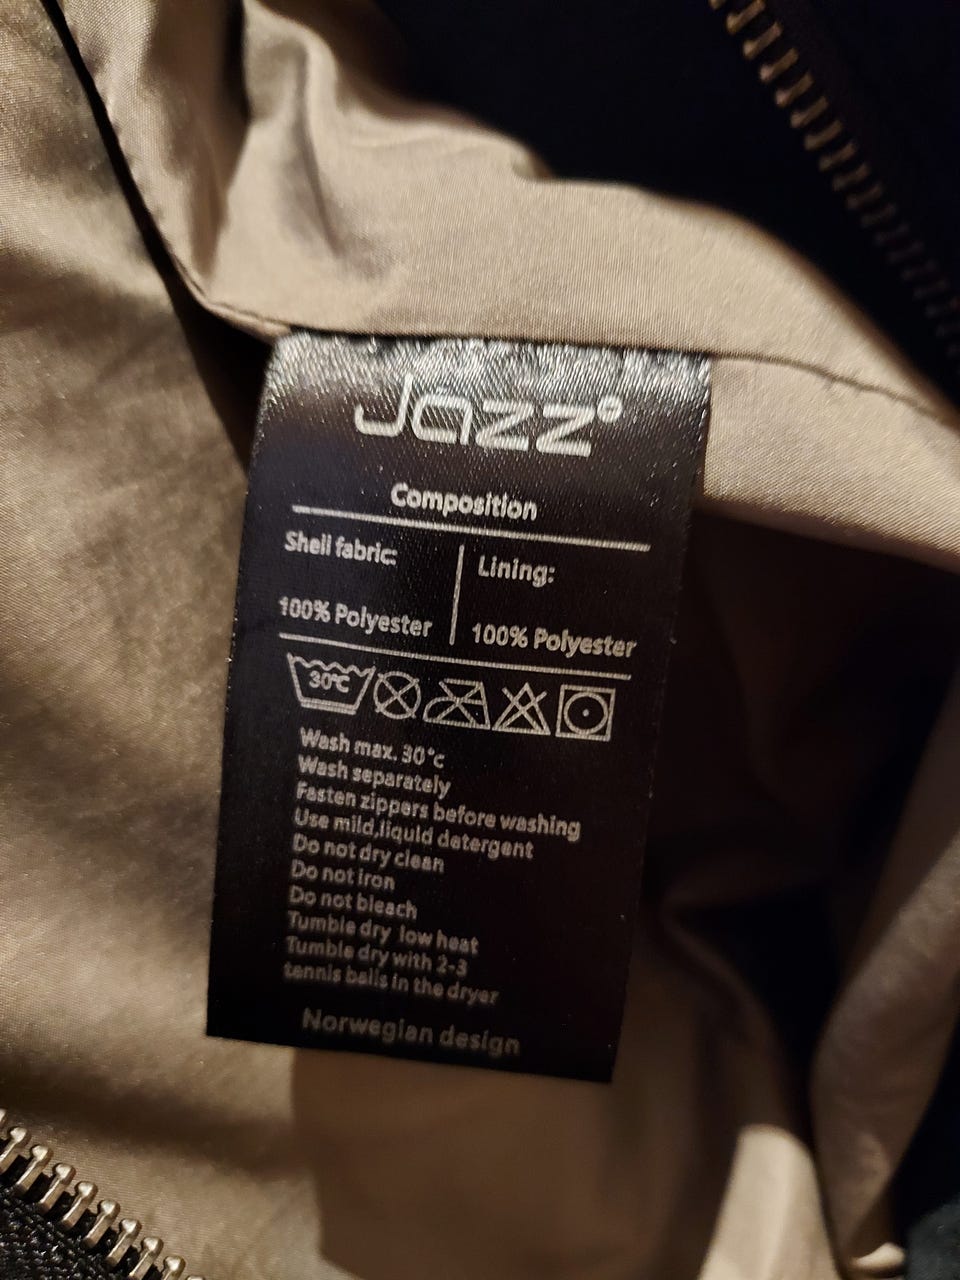 Jazz°
Composition
Shell fabric:
100% Polyester
Lining:
100% Polyester
30°C
Wash max. 30°c
Wash separately
Fasten zippers before washing
Use mild,liquid detergent
Do not dry clean
Do not iron
Do not bleach
Tumble dry low heat
Tumble dry with 2-3
tennis balls in the dryer
Norwegian design